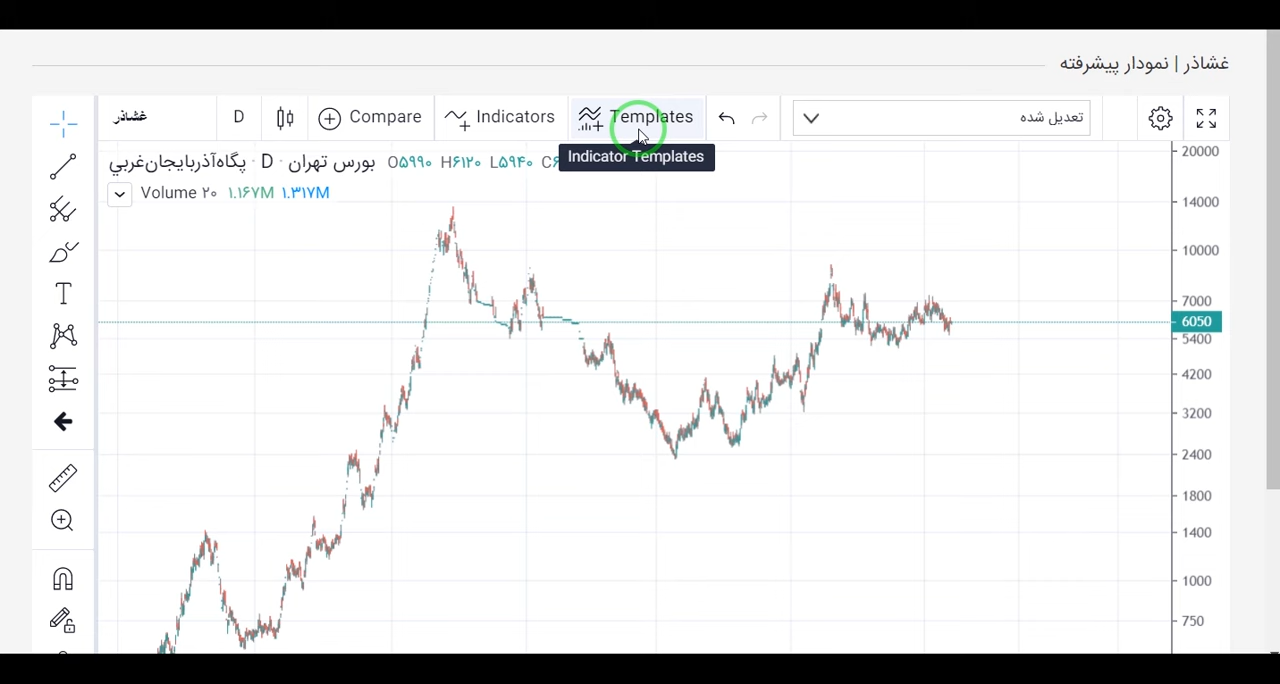 غشاذر | نمودار پیشرفته
غشاذر D Compare Indicators Templates تعدیل شده
Indicator Templates
پگاه‌آذربایجان‌غربي · D · بورس تهران O۵۹۹۰ H۶۱۲۰ L۵۹۴۰
Volume ۲۰ ۱.۱۶۷M ۱.۳۱۷M
20000
14000
10000
7000
6050
5400
4200
3200
2400
1800
1400
1000
750